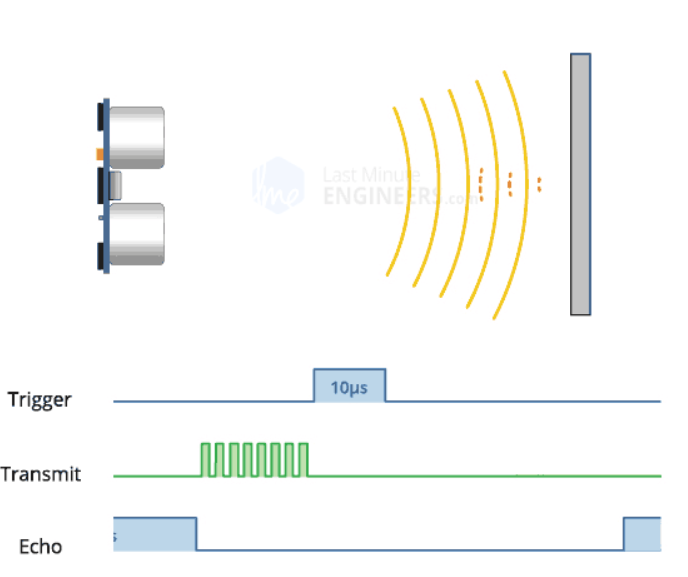 Last Minute
ENGINEERS.com
Trigger
10µs
Transmit
Echo
s